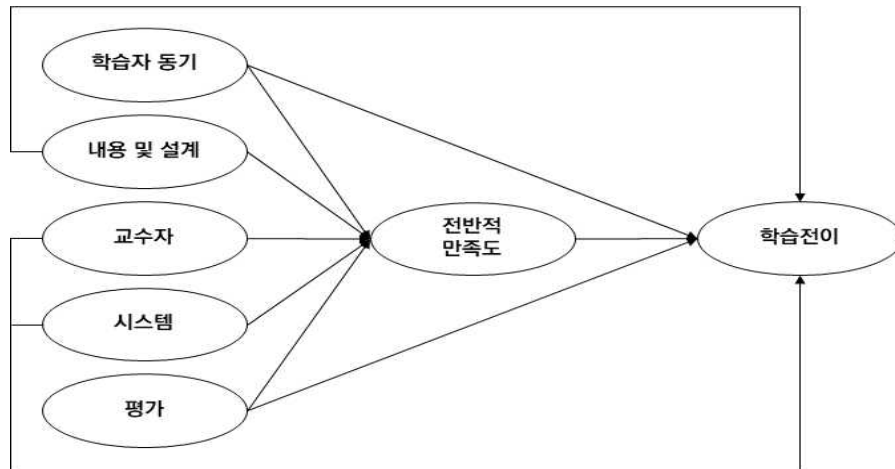 학습자 동기
내용 및 설계
교수자
시스템
평가
전반적
만족도
학습전이